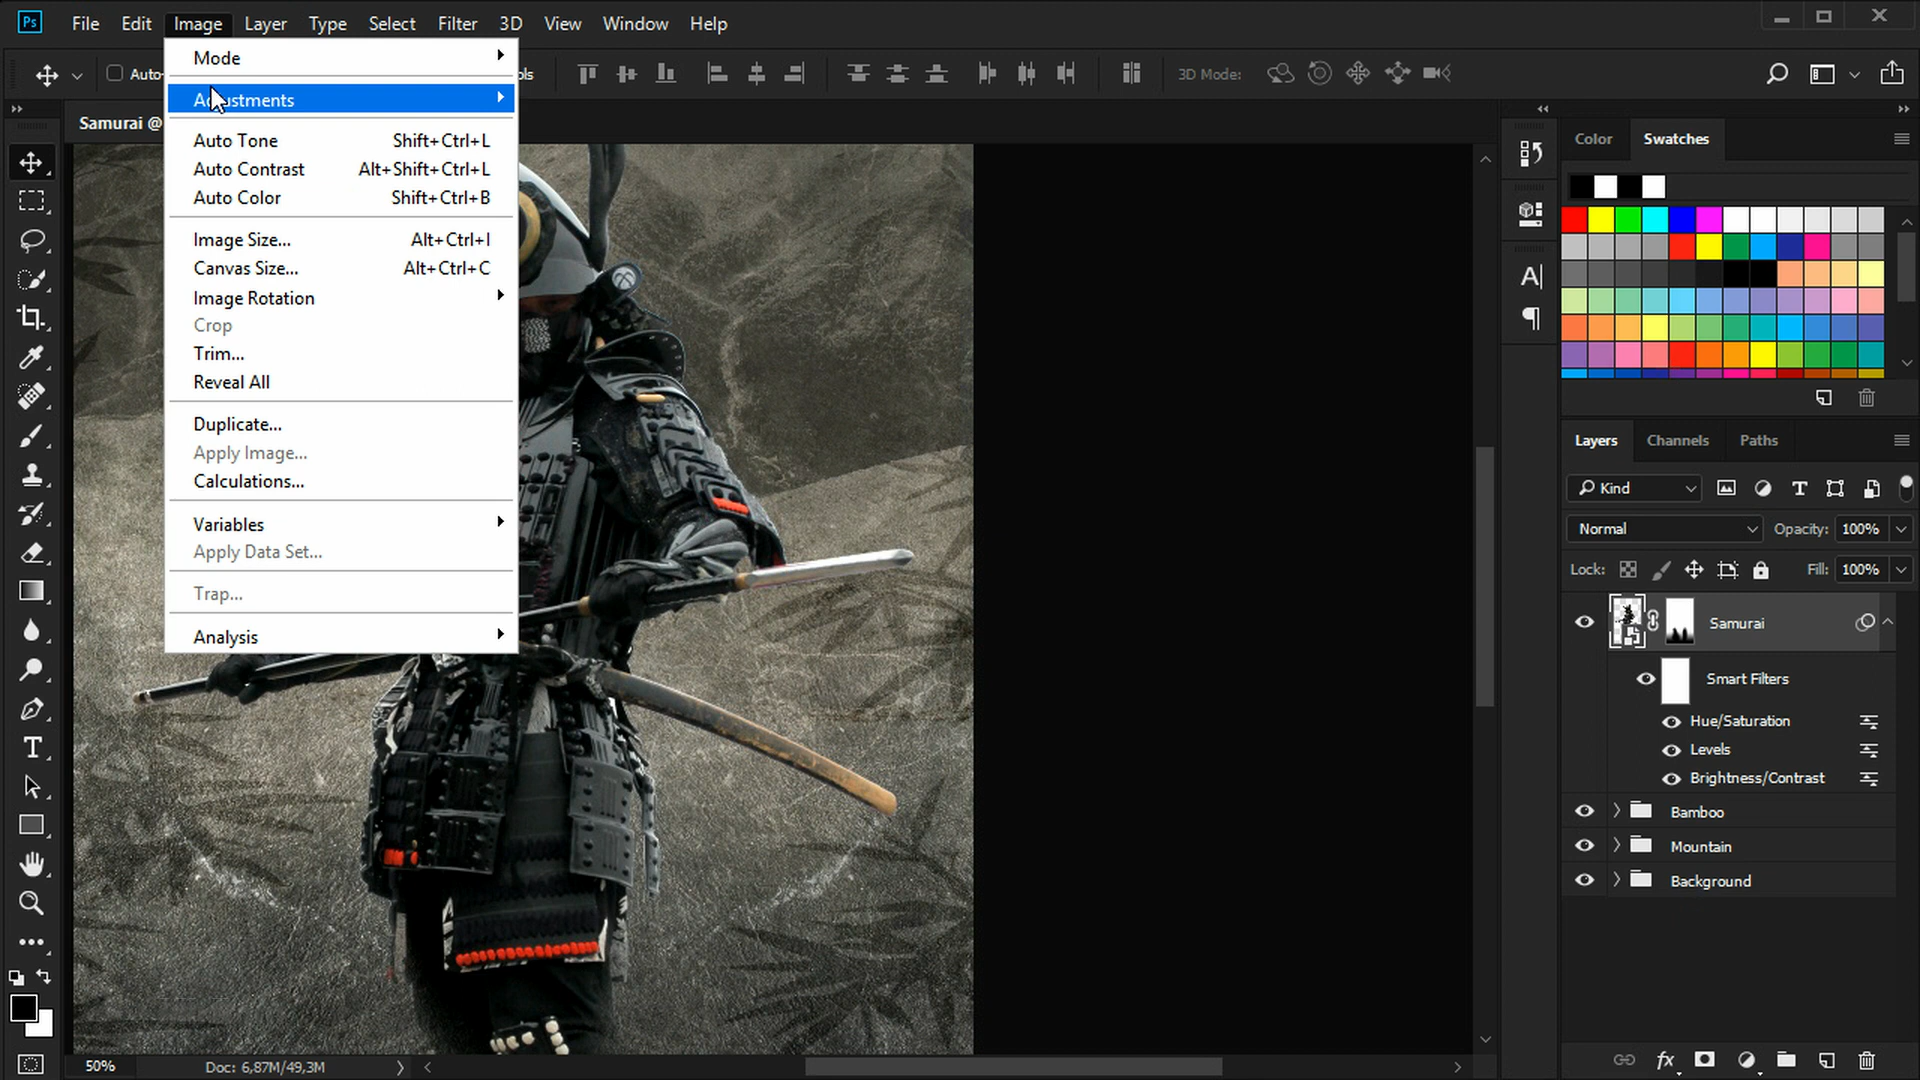 Ps File Edit Image Layer Type Select Filter 3D View Window Help
Auto- ols 3D Mode:
Samurai @
Mode
Adjustments
Auto Tone Shift+Ctrl+L
Auto Contrast Alt+Shift+Ctrl+L
Auto Color Shift+Ctrl+B
Image Size... Alt+Ctrl+I
Canvas Size... Alt+Ctrl+C
Image Rotation
Crop
Trim...
Reveal All
Duplicate...
Apply Image...
Calculations...
Variables
Apply Data Set...
Trap...
Analysis
Color Swatches
Layers Channels Paths
Kind
Normal Opacity: 100%
Lock: Fill: 100%
Samurai
Smart Filters
Hue/Saturation
Levels
Brightness/Contrast
Bamboo
Mountain
Background
fx
50% Doc: 6,87M/49,3M